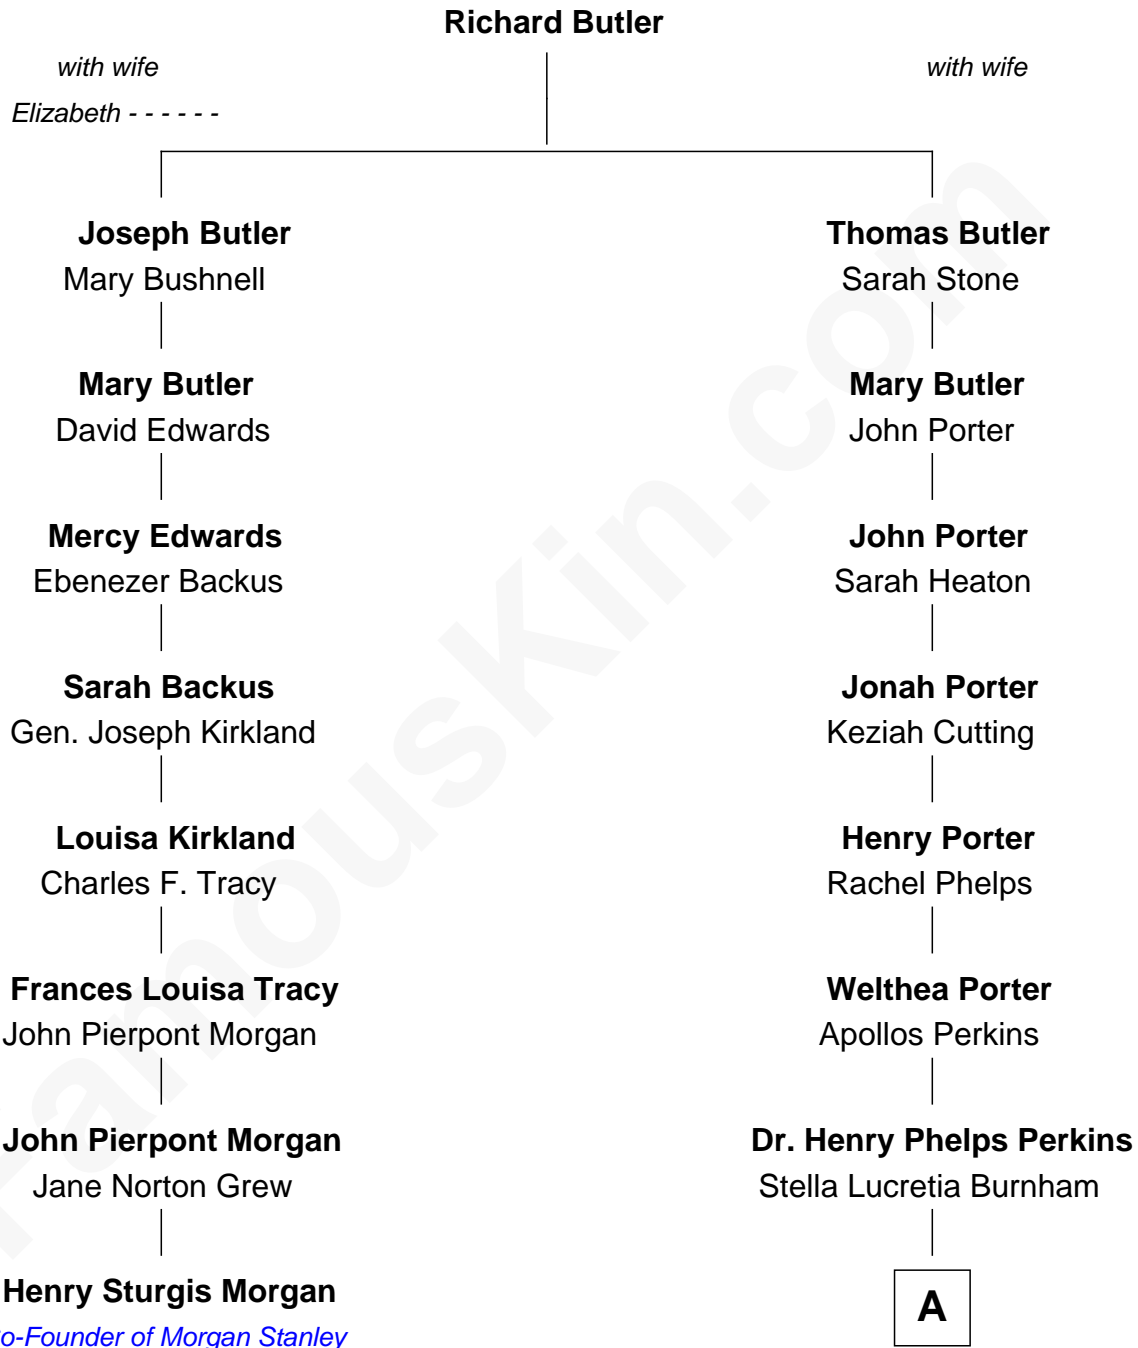 Richard Butler
with wife
Elizabeth - - - - - -
with wife
Joseph Butler
Mary Bushnell
Thomas Butler
Sarah Stone
Mary Butler
David Edwards
Mary Butler
John Porter
Mercy Edwards
Ebenezer Backus
John Porter
Sarah Heaton
Sarah Backus
Gen. Joseph Kirkland
Jonah Porter
Keziah Cutting
Louisa Kirkland
Charles F. Tracy
Henry Porter
Rachel Phelps
Frances Louisa Tracy
John Pierpont Morgan
Welthea Porter
Apollos Perkins
John Pierpont Morgan
Jane Norton Grew
Dr. Henry Phelps Perkins
Stella Lucretia Burnham
Henry Sturgis Morgan
o-Founder of Morgan Stanley
A
FamousKin.com